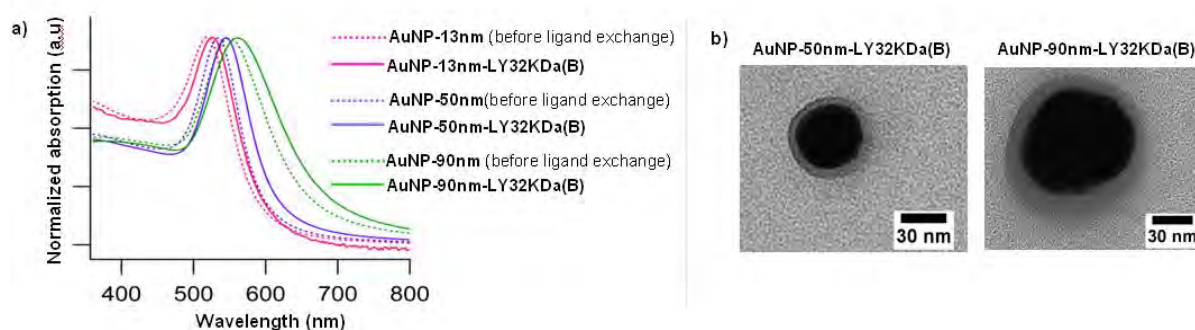 a)
Normalized absorption (a.u)
400
500
600
700
800
Wavelength (nm)
AuNP-13nm (before ligand exchange)
AuNP-13nm-LY32KDa(B)
AuNP-50nm(before ligand exchange)
AuNP-50nm-LY32KDa(B)
AuNP-90nm (before ligand exchange)
AuNP-90nm-LY32KDa(B)
b)
AuNP-50nm-LY32KDa(B)
30 nm
AuNP-90nm-LY32KDa(B)
30 nm